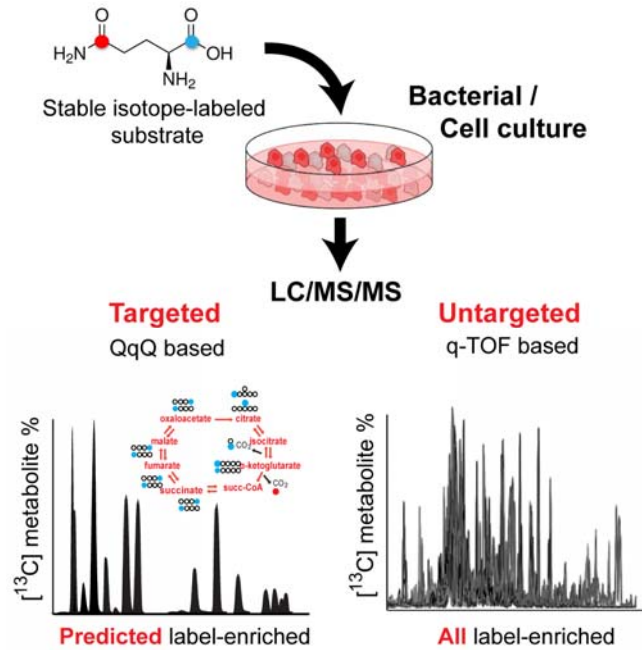 H₂N
O
O
OH
NH₂
Stable isotope-labeled
substrate
Bacterial /
Cell culture
LC/MS/MS
Targeted
QqQ based
Untargeted
q-TOF based
[¹³C] metabolite %
oxaloacetate
citrate
malate
isocitrate
CO₂
fumarate
α-ketoglutarate
succinate
succ-CoA
CO₂
Predicted label-enriched
[¹³C] metabolite %
All label-enriched